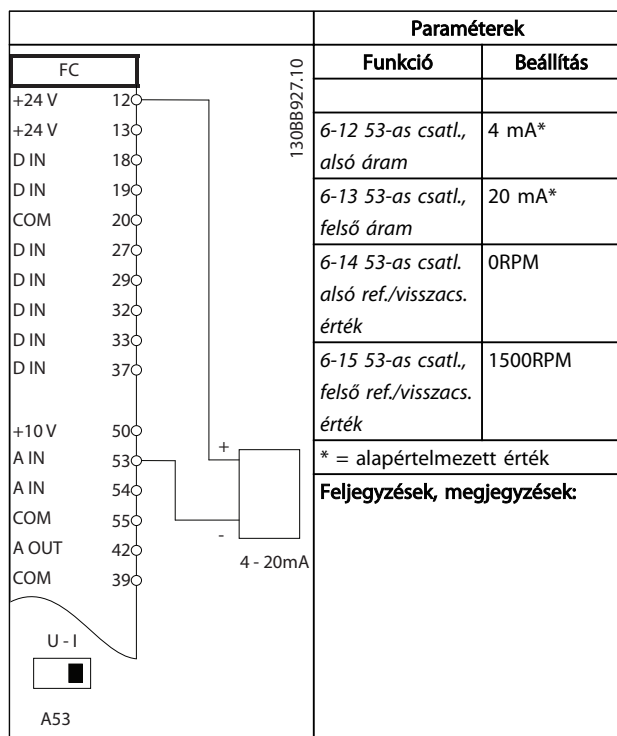 Paraméterek
Funkció Beállítás
6-12 53-as csatl., 4 mA*
alsó áram
6-13 53-as csatl., 20 mA*
felső áram
6-14 53-as csatl. 0RPM
alsó ref./visszacs.
érték
6-15 53-as csatl., 1500RPM
felső ref./visszacs.
érték
* = alapértelmezett érték
Feljegyzések, megjegyzések:
FC
130BB927.10
+24 V 12
+24 V 13
D IN 18
D IN 19
COM 20
D IN 27
D IN 29
D IN 32
D IN 33
D IN 37
+10 V 50
A IN 53
A IN 54
COM 55
A OUT 42
COM 39
+
-
4 - 20mA
U - I
A53